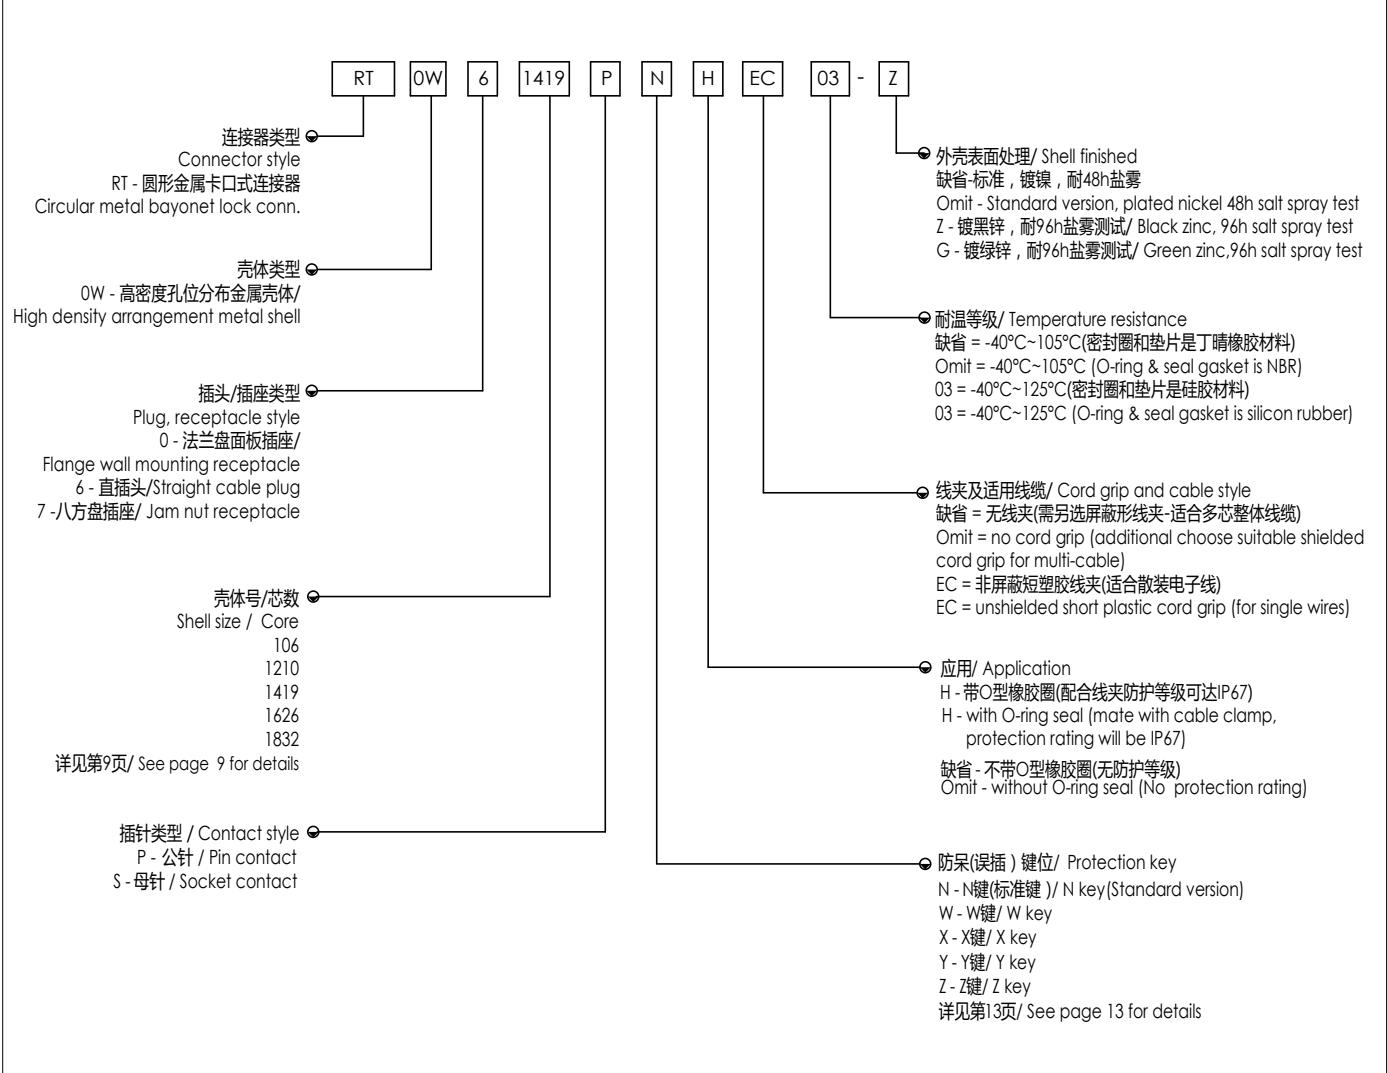 RT 0W 6 1419 P N H EC 03 - Z
连接器类型
Connector style
RT - 圆形金属卡口式连接器
Circular metal bayonet lock conn.
壳体类型
0W - 高密度孔位分布金属壳体/
High density arrangement metal shell
插头/插座类型
Plug, receptacle style
0 - 法兰盘面板插座/
Flange wall mounting receptacle
6 - 直插头/Straight cable plug
7 -八方盘插座/ Jam nut receptacle
壳体号/芯数
Shell size / Core
106
1210
1419
1626
1832
详见第9页/ See page 9 for details
插针类型 / Contact style
P - 公针 / Pin contact
S - 母针 / Socket contact
外壳表面处理/ Shell finished
缺省-标准，镀镍，耐48h盐雾
Omit - Standard version, plated nickel 48h salt spray test
Z - 镀黑锌，耐96h盐雾测试/ Black zinc, 96h salt spray test
G - 镀绿锌，耐96h盐雾测试/ Green zinc,96h salt spray test
耐温等级/ Temperature resistance
缺省 = -40°C~105°C(密封圈和垫片是丁晴橡胶材料)
Omit = -40°C~105°C (O-ring & seal gasket is NBR)
03 = -40°C~125°C(密封圈和垫片是硅胶材料)
03 = -40°C~125°C (O-ring & seal gasket is silicon rubber)
线夹及适用线缆/ Cord grip and cable style
缺省 = 无线夹(需另选屏蔽形线夹-适合多芯整体线缆)
Omit = no cord grip (additional choose suitable shielded
cord grip for multi-cable)
EC = 非屏蔽短塑胶线夹(适合散装电子线)
EC = unshielded short plastic cord grip (for single wires)
应用/ Application
H - 带O型橡胶圈(配合线夹防护等级可达IP67)
H - with O-ring seal (mate with cable clamp,
protection rating will be IP67)
缺省 - 不带O型橡胶圈(无防护等级)
Omit - without O-ring seal (No protection rating)
防呆(误插 ) 键位/ Protection key
N - N键(标准键 )/ N key(Standard version)
W - W键/ W key
X - X键/ X key
Y - Y键/ Y key
Z - Z键/ Z key
详见第13页/ See page 13 for details